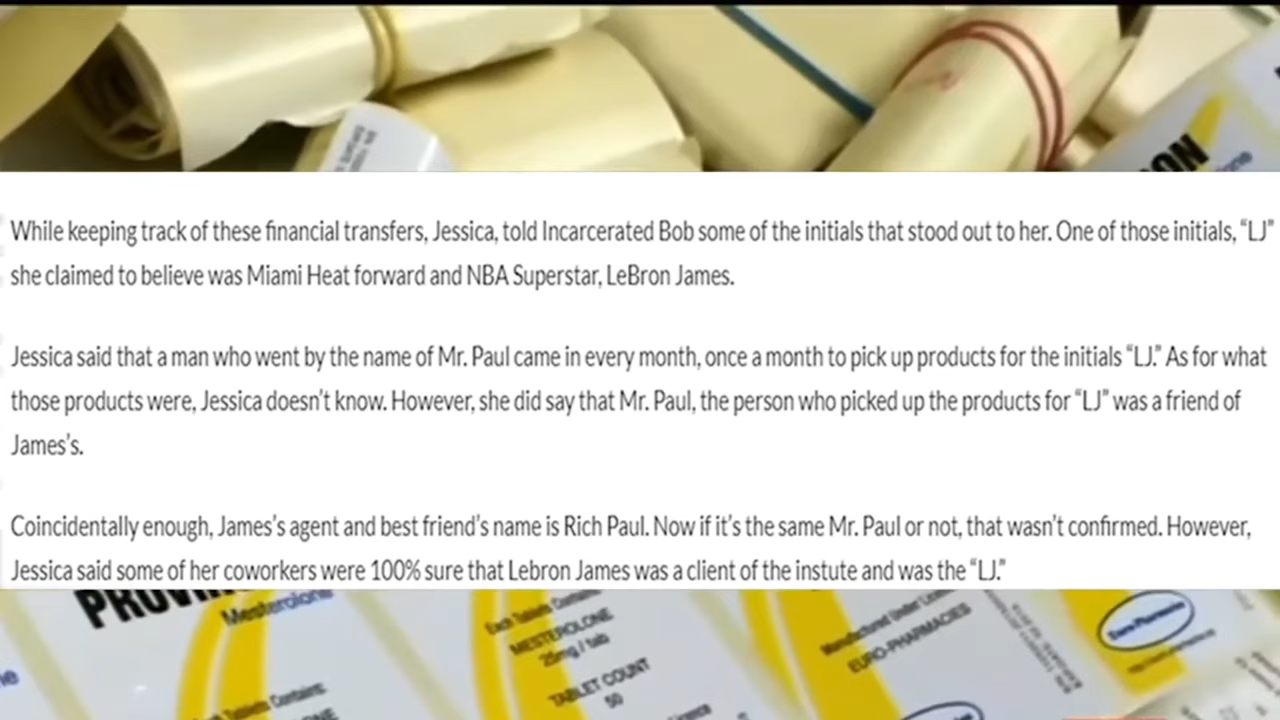 ON
While keeping track of these financial transfers, Jessica, told Incarcerated Bob some of the initials that stood out to her. One of those initials, “LJ”
she claimed to believe was Miami Heat forward and NBA Superstar, LeBron James.
Jessica said that a man who went by the name of Mr. Paul came in every month, once a month to pick up products for the initials “LJ.” As for what
those products were, Jessica doesn’t know. However, she did say that Mr. Paul, the person who picked up the products for “LJ” was a friend of
James’s.
Coincidentally enough, James’s agent and best friend’s name is Rich Paul. Now if it’s the same Mr. Paul or not, that wasn’t confirmed. However,
Jessica said some of her coworkers were 100% sure that Lebron James was a client of the instute and was the “LJ.”
Mesterolone
Each Tablets Contains
MESTEROLONE
25mg / tab
TABLET COUNT
50
Manufactured Under
EURO-PHARMACIES
Euro-Pharmacies
Tablets Contains: